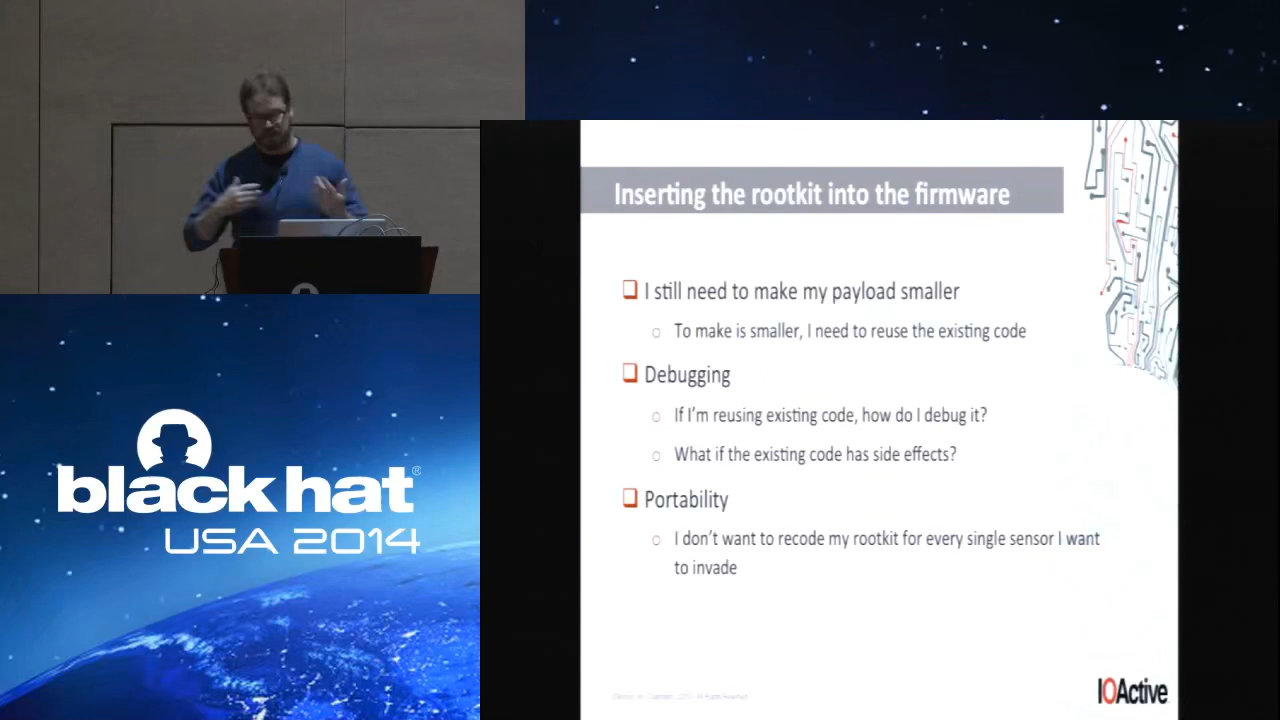 Inserting the rootkit into the firmware
❑ I still need to make my payload smaller
○ To make is smaller, I need to reuse the existing code
❑ Debugging
○ If I'm reusing existing code, how do I debug it?
○ What if the existing code has side effects?
❑ Portability
○ I don't want to recode my rootkit for every single sensor I want
to invade
IOActive
black hat®
USA 2014